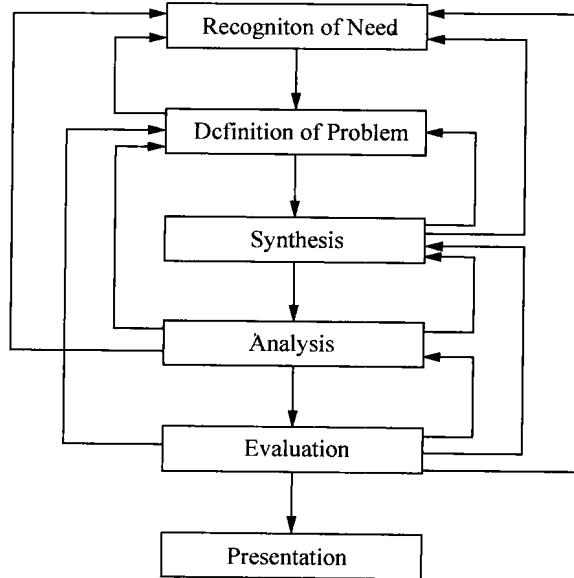 Recogniton of Need
Dcfinition of Problem
Synthesis
Analysis
Evaluation
Presentation